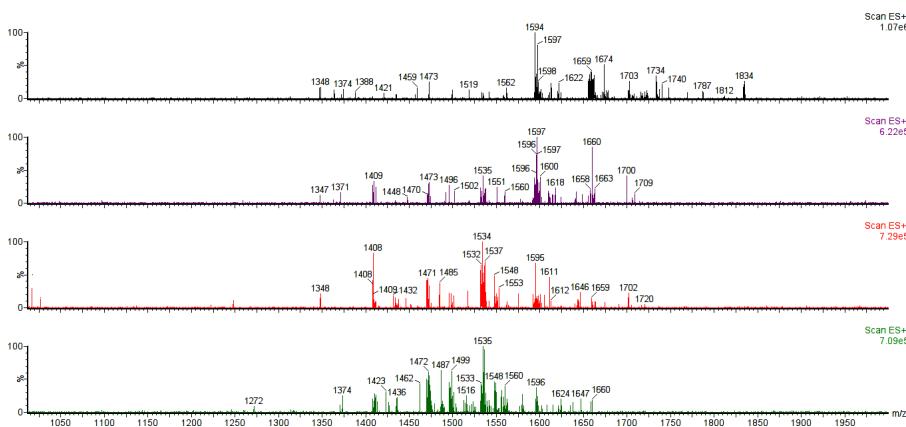 Scan ES+
1.07e6
100
%
0
1348 1374 1388 1421 1459 1473 1519 1562 1594 1597 1598 1622 1659 1674 1703 1734 1740 1787 1812 1834
Scan ES+
6.22e5
100
%
0
1347 1371 1409 1448 1470 1473 1496 1502 1535 1551 1560 1596 1596 1597 1597 1600 1618 1658 1660 1663 1700 1709
Scan ES+
7.29e5
100
%
0
1348 1408 1408 1409 1432 1471 1485 1532 1534 1537 1548 1553 1595 1611 1612 1646 1659 1702 1720
Scan ES+
7.09e5
100
%
0
1272 1374 1423 1436 1462 1472 1487 1499 1516 1533 1535 1548 1560 1596 1624 1647 1660
m/z
1050 1100 1150 1200 1250 1300 1350 1400 1450 1500 1550 1600 1650 1700 1750 1800 1850 1900 1950